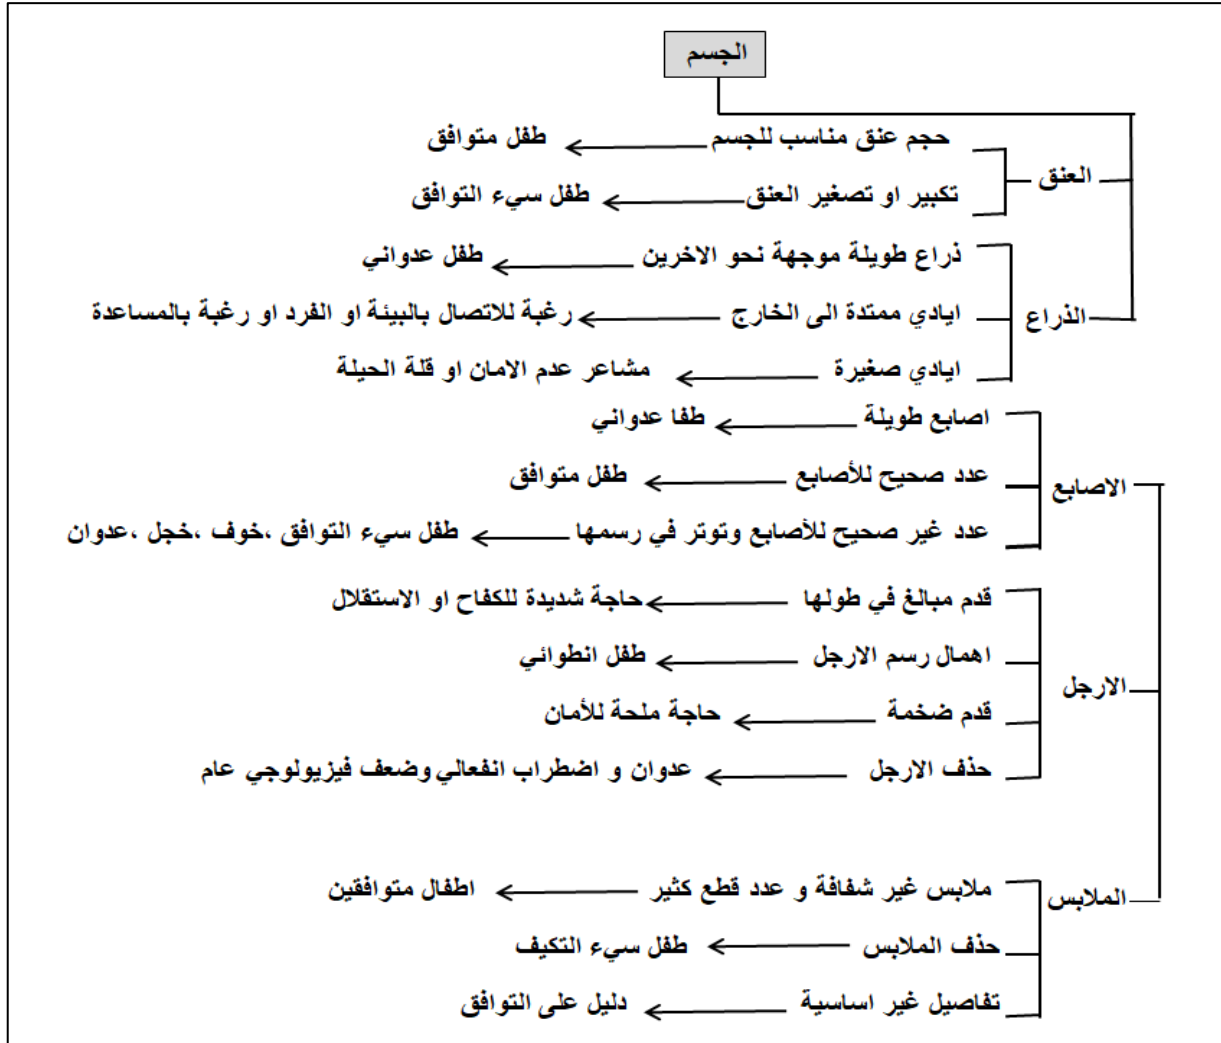 الجسم
حجم عنق مناسب للجسم طفل متوافق
العنق
تكبير او تصغير العنق طفل سيء التوافق
ذراع طويلة موجهة نحو الاخرين طفل عدواني
الذراع
ايادي ممتدة الى الخارج رغبة للاتصال بالبيئة او الفرد او رغبة بالمساعدة
ايادي صغيرة مشاعر عدم الامان او قلة الحيلة
اصابع طويلة طفا عدواني
الاصابع
عدد صحيح للأصابع طفل متوافق
عدد غير صحيح للأصابع وتوتر في رسمها طفل سيء التوافق ،خوف ،خجل ،عدوان
قدم مبالغ في طولها حاجة شديدة للكفاح او الاستقلال
اهمال رسم الارجل طفل انطوائي
الارجل
قدم ضخمة حاجة ملحة للأمان
حذف الارجل عدوان و اضطراب انفعالي وضعف فيزيولوجي عام
ملابس غير شفافة و عدد قطع كثير اطفال متوافقين
الملابس
حذف الملابس طفل سيء التكيف
تفاصيل غير اساسية دليل على التوافق